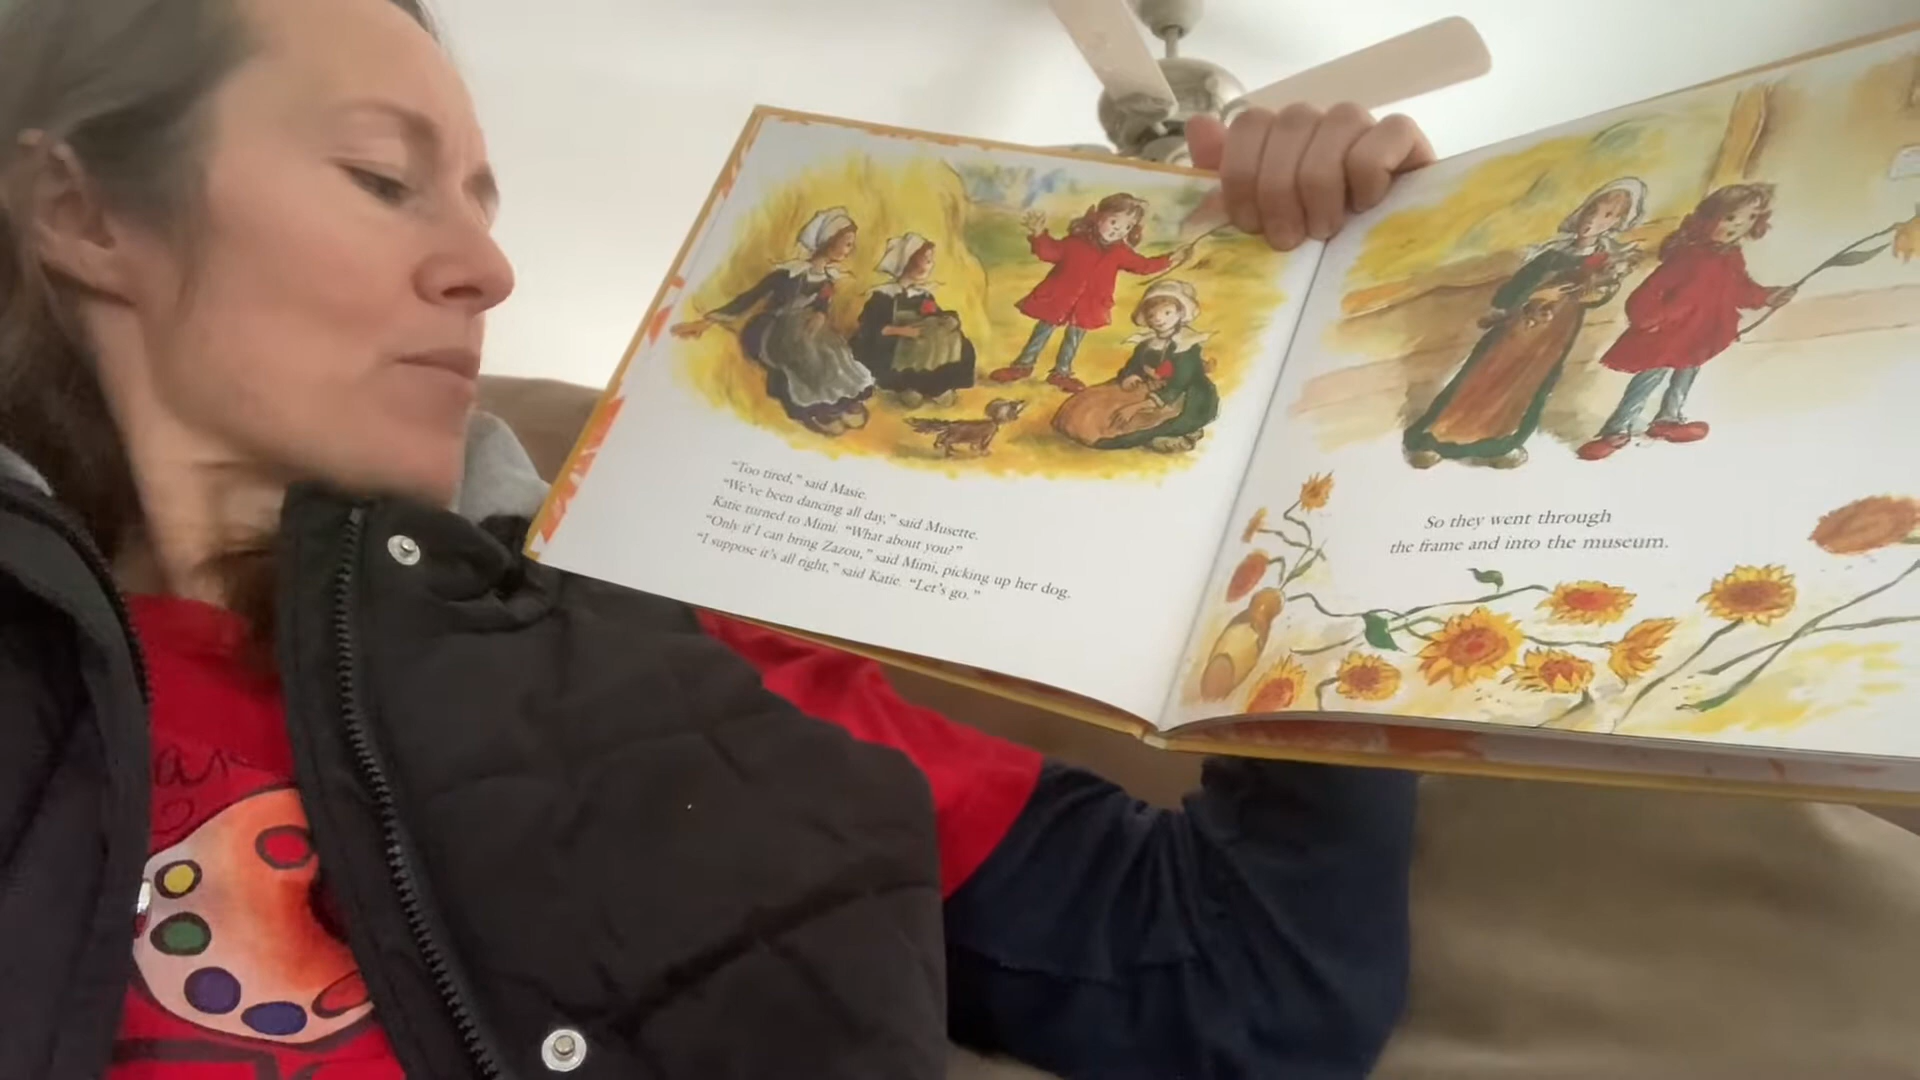 "Too tired," said Masie.
"We've been dancing all day," said Musette.
Katie turned to Mimi. "What about you?"
"Only if I can bring Zazou," said Mimi, picking up her dog.
"I suppose it's all right," said Katie. "Let's go."
So they went through
the frame and into the museum.